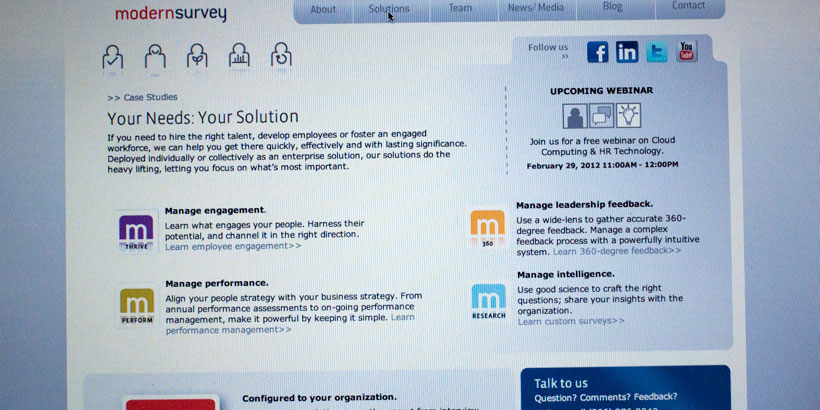 modernsurvey
About
Solutions
Team
News/ Media
Blog
Contact
Follow us
>>
f
in
t
You
Tube
>> Case Studies
Your Needs: Your Solution
If you need to hire the right talent, develop employees or foster an engaged
workforce, we can help you get there quickly, effectively and with lasting significance.
Deployed individually or collectively as an enterprise solution, our solutions do the
heavy lifting, letting you focus on what's most important.
UPCOMING WEBINAR
Join us for a free webinar on Cloud
Computing & HR Technology.
February 29, 2012 11:00AM - 12:00PM
m
THRIVE
Manage engagement.
Learn what engages your people. Harness their
potential, and channel it in the right direction.
Learn employee engagement>>
m
360
Manage leadership feedback.
Use a wide-lens to gather accurate 360-
degree feedback. Manage a complex
feedback process with a powerfully intuitive
system. Learn 360-degree feedback>>
m
PERFORM
Manage performance.
Align your people strategy with your business strategy. From
annual performance assessments to on-going performance
management, make it powerful by keeping it simple. Learn
performance management>>
m
RESEARCH
Manage intelligence.
Use good science to craft the right
questions; share your insights with the
organization.
Learn custom surveys>>
Configured to your organization.
Talk to us
Question? Comments? Feedback?